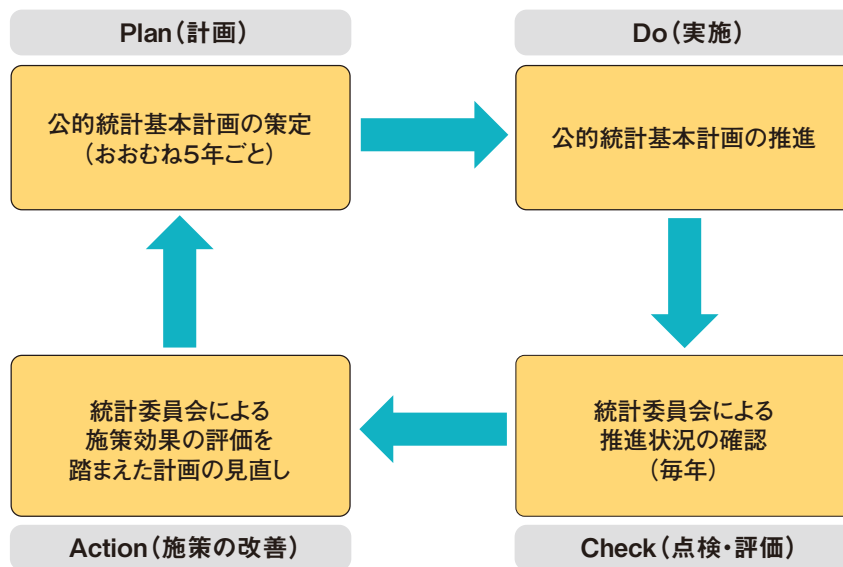 Plan（計画）
公的統計基本計画の策定
（おおむね5年ごと）
Do（実施）
公的統計基本計画の推進
統計委員会による
施策効果の評価を
踏まえた計画の見直し
Action（施策の改善）
統計委員会による
推進状況の確認
（毎年）
Check（点検・評価）